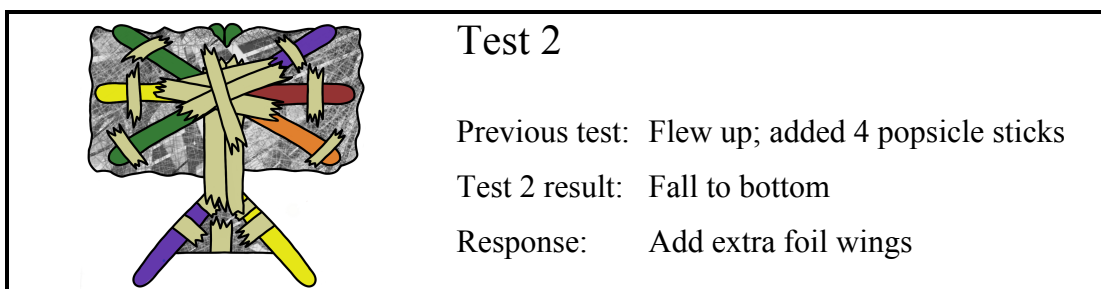 Test 2
Previous test: Flew up; added 4 popsicle sticks
Test 2 result: Fall to bottom
Response: Add extra foil wings